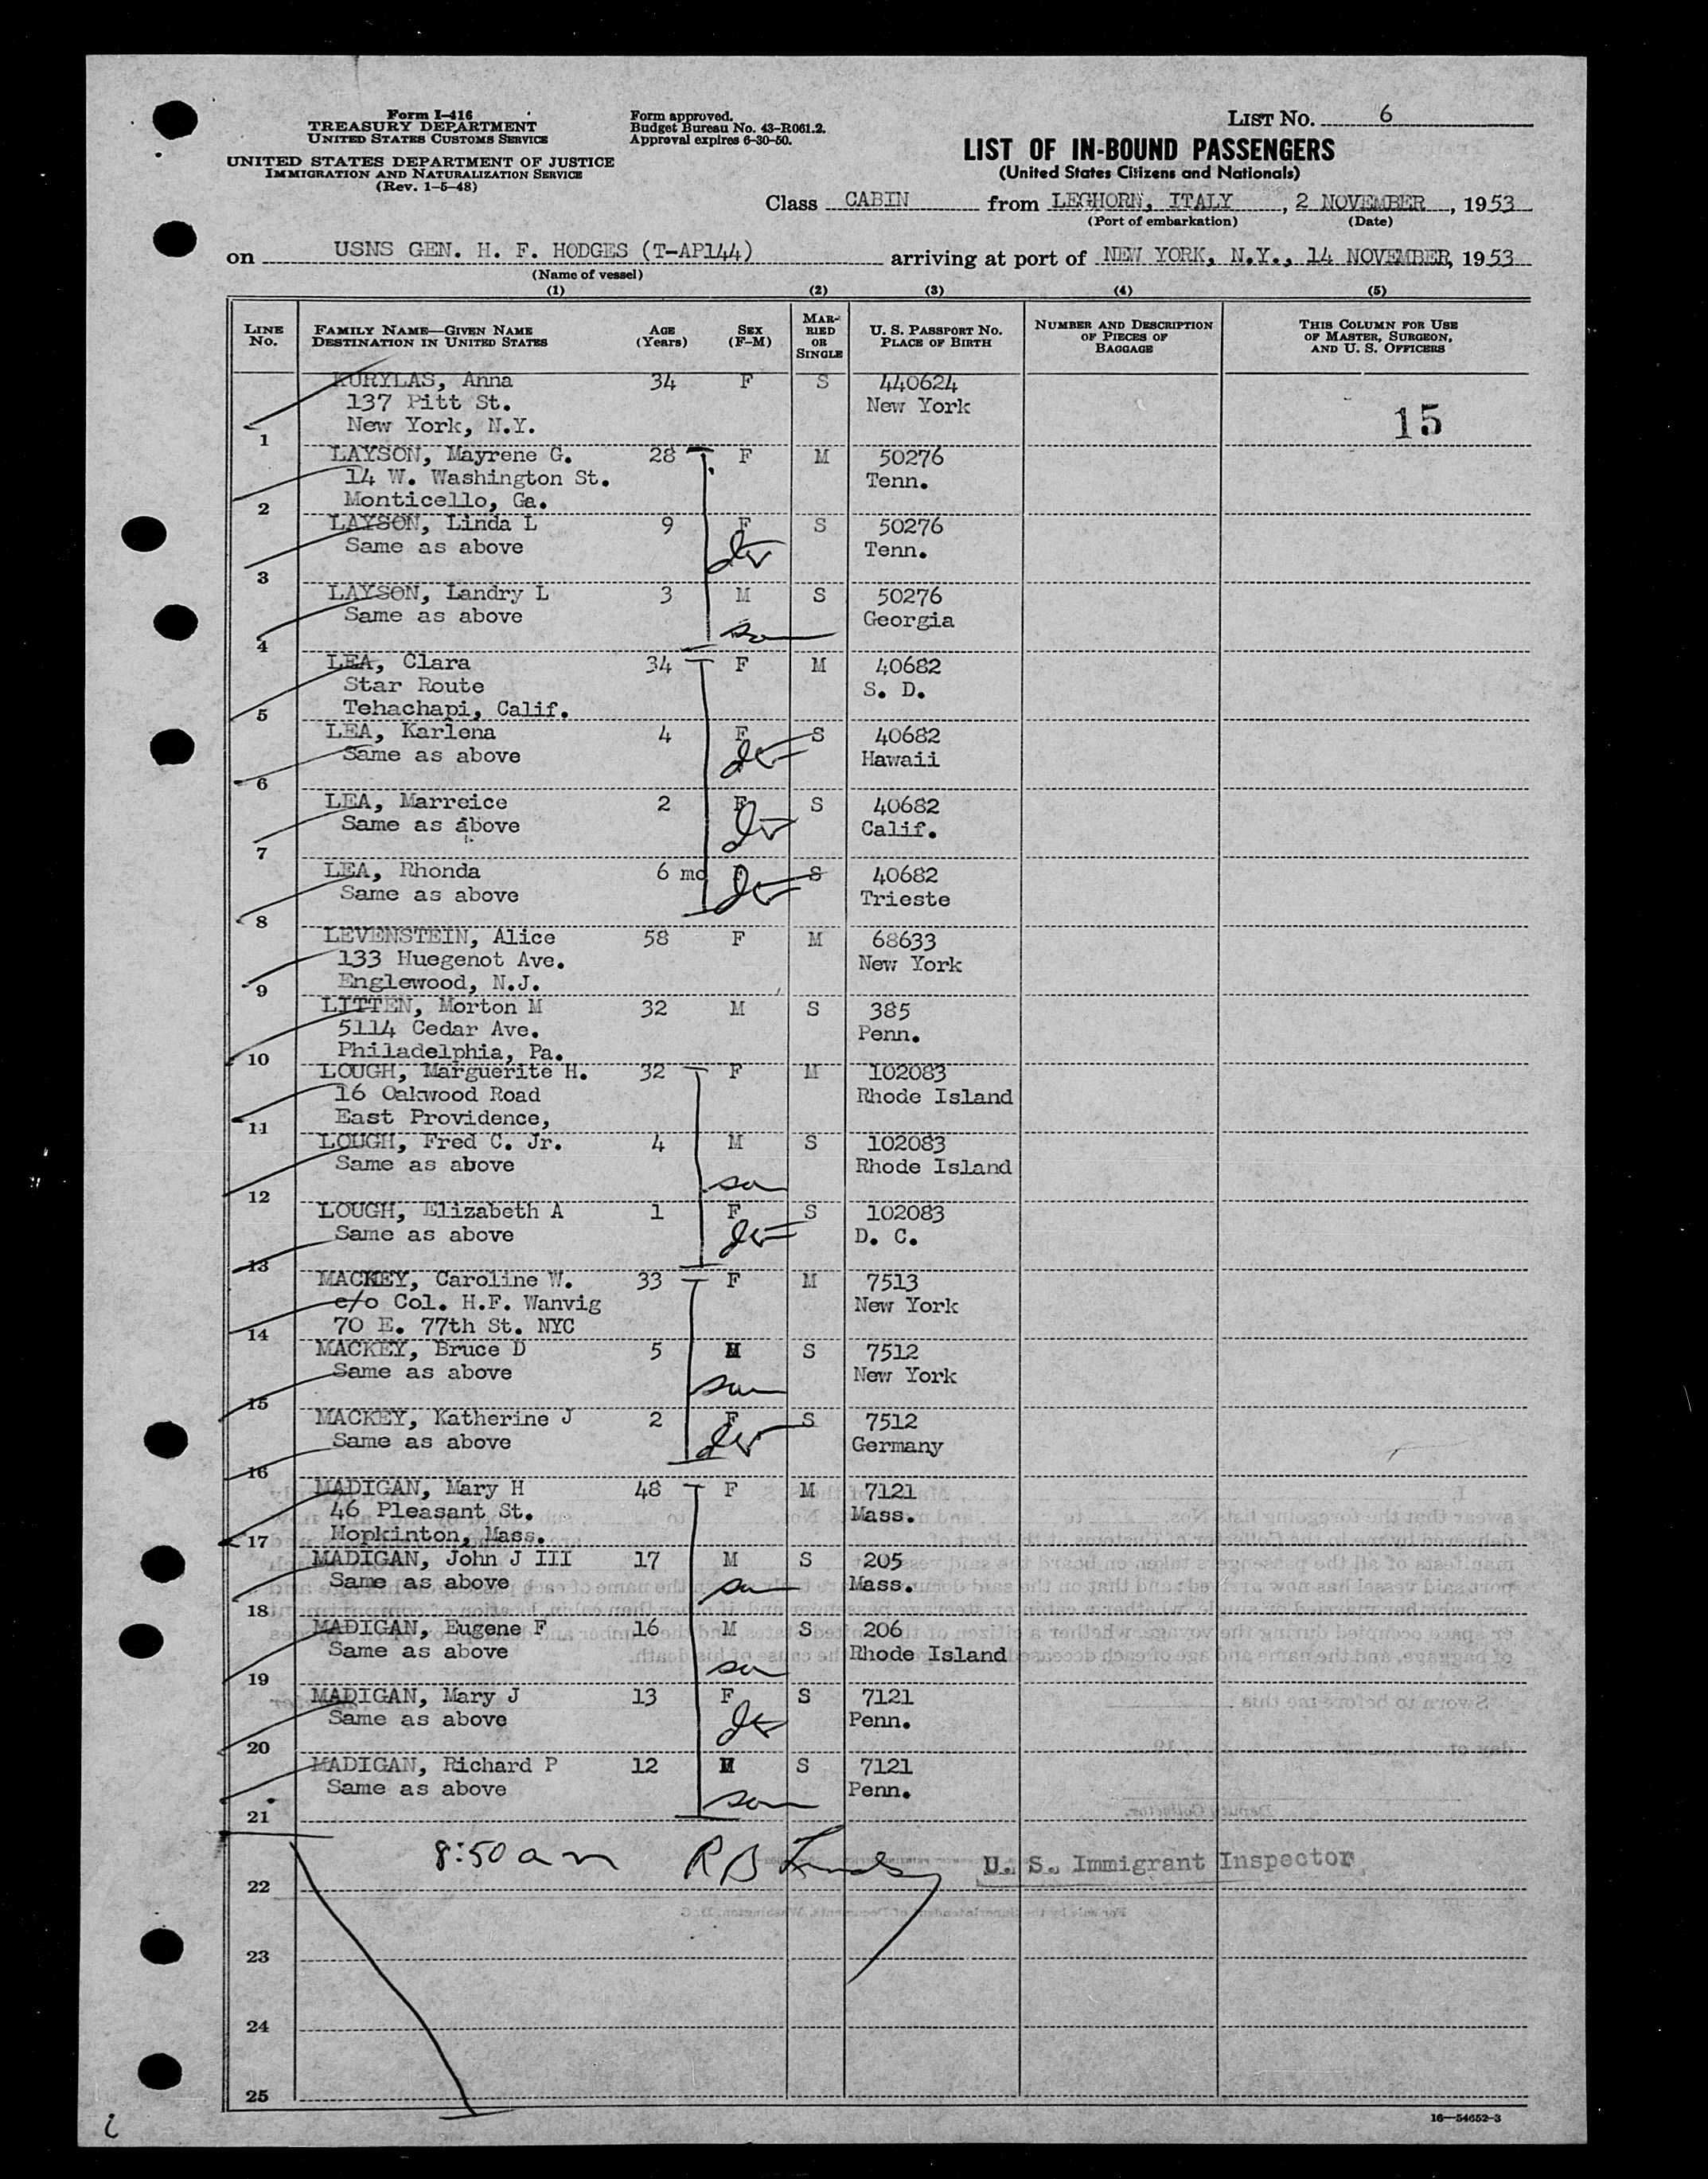 Form I-416
TREASURY DEPARTMENT
UNITED STATES CUSTOMS SERVICE
UNITED STATES DEPARTMENT OF JUSTICE
IMMIGRATION AND NATURALIZATION SERVICE
(Rev. 1-5-48)
Form approved.
Budget Bureau No. 43-R061.2.
Approval expires 6-30-50.
LIST NO. 6
LIST OF IN-BOUND PASSENGERS
(United States Citizens and Nationals)
Class CABIN from LEGHORN, ITALY, 2 NOVEMBER, 1953
(Port of embarkation) (Date)
on USNS GEN. H. F. HODGES (T-AP144) arriving at port of NEW YORK, N.Y., 14 NOVEMBER, 1953
(Name of vessel)
(1) (2) (3) (4) (5)
LINE NO. FAMILY NAME—GIVEN NAME DESTINATION IN UNITED STATES AGE (Years) SEX (F-M) MARRIED OR SINGLE U. S. PASSPORT NO. PLACE OF BIRTH NUMBER AND DESCRIPTION OF PIECES OF BAGGAGE THIS COLUMN FOR USE OF MASTER, SURGEON, AND U. S. OFFICERS
KURYLAS, Anna 34 F S 440624
137 Pitt St. New York 15
1 New York, N.Y.
LAYSON, Mayrene G. 28 F M 50276
14 W. Washington St. Tenn.
2 Monticello, Ga.
LAYSON, Linda L 9 F S 50276
Same as above Tenn.
3
LAYSON, Landry L 3 M S 50276
Same as above Georgia
4 son
LEA, Clara 34 F M 40682
Star Route S. D.
5 Tehachapi, Calif.
LEA, Karlena 4 F S 40682
Same as above Hawaii
6
LEA, Marreice 2 F S 40682
Same as above Calif.
7
LEA, Rhonda 6 mo F S 40682
Same as above Trieste
8
LEVENSTEIN, Alice 58 F M 68633
133 Huegenot Ave. New York
9 Englewood, N.J.
LITTEN, Morton M 32 M S 385
5114 Cedar Ave. Penn.
10 Philadelphia, Pa.
LOUGH, Marguerite H. 32 F M 102083
16 Oakwood Road Rhode Island
11 East Providence,
LOUGH, Fred C. Jr. 4 M S 102083
Same as above Rhode Island
12 son
LOUGH, Elizabeth A 1 F S 102083
Same as above D. C.
13
MACKEY, Caroline W. 33 F M 7513
c/o Col. H.F. Wanvig New York
14 70 E. 77th St. NYC
MACKEY, Bruce D 5 M S 7512
Same as above New York
15 son
MACKEY, Katherine J 2 F S 7512
Same as above Germany
16
MADIGAN, Mary H 48 F M 7121
46 Pleasant St. Mass.
17 Hopkinton, Mass.
MADIGAN, John J III 17 M S 205
Same as above son Mass.
18
MADIGAN, Eugene F 16 M S 206
Same as above Rhode Island
19 son
MADIGAN, Mary J 13 F S 7121
Same as above Penn.
20
MADIGAN, Richard P 12 M S 7121
Same as above Penn.
21 son
8:50 am R B U. S. Immigrant Inspector
22
23
24
25
16—54652-3